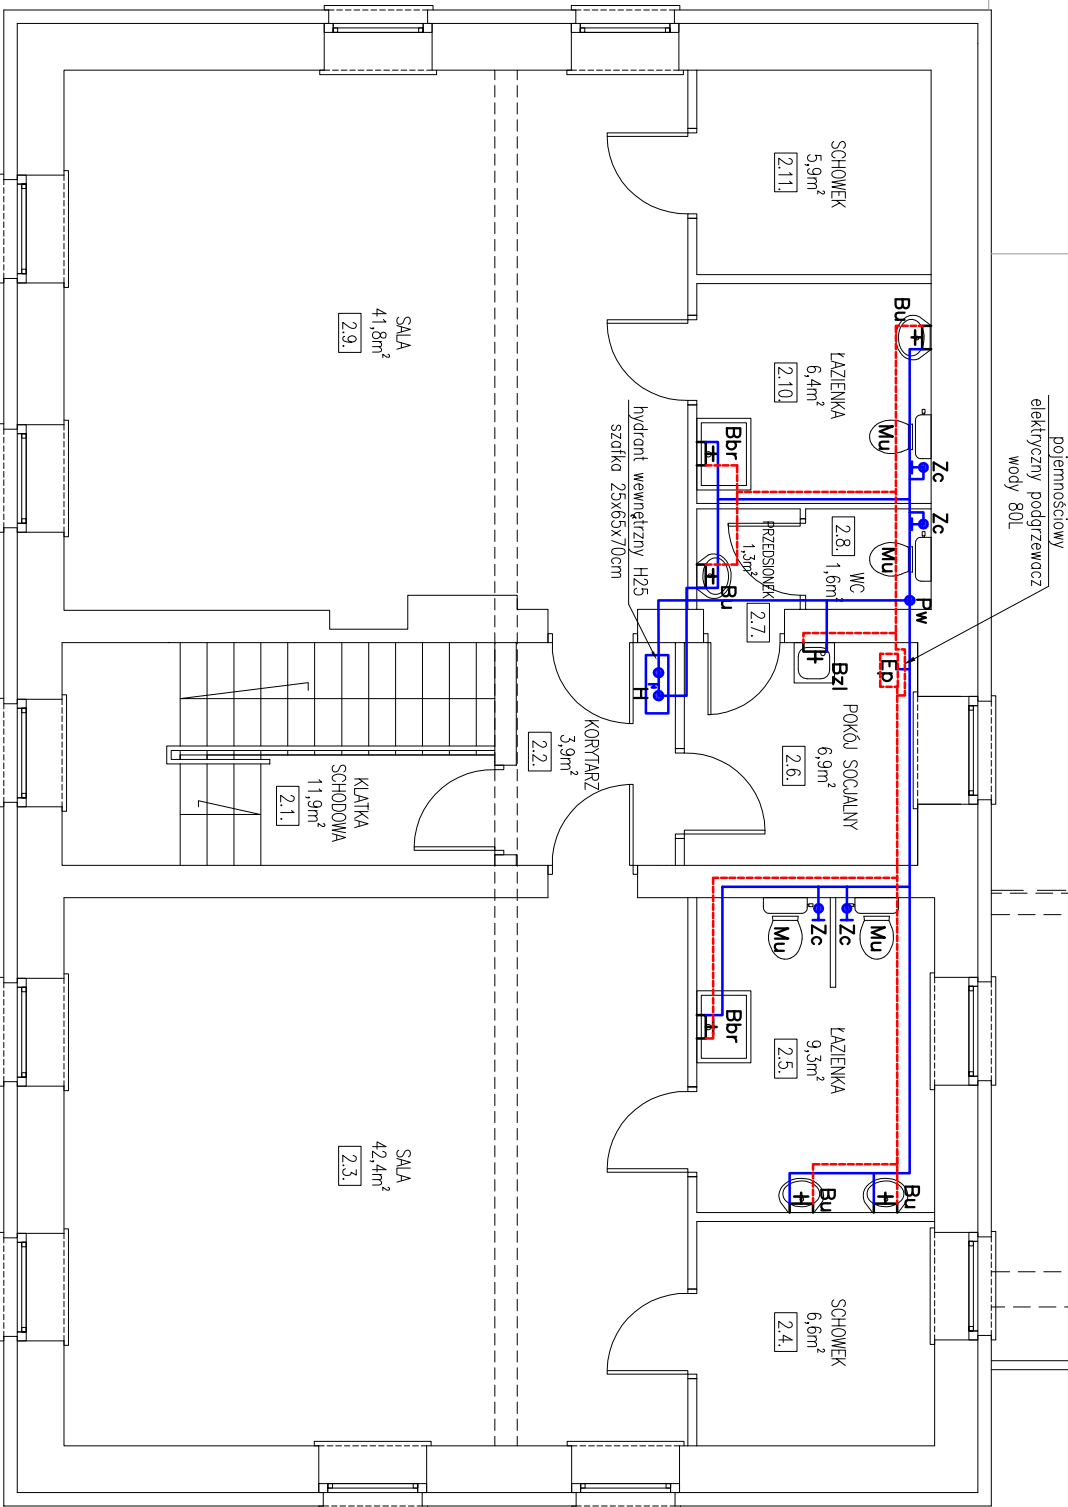 pojemnościowy
elektryczny podgrzewacz
wody 80L
SCHOWEK
5,9m²
2.11.
Bu
ŁAZIENKA
6,4m²
2.10.
Mu
Zc
Bbr
Zc
Mu
WC
1,6m²
2.8.
PRZEDSIONEK
1,3m²
2.7.
Bu
Pw
Ep
Bzl
POKÓJ SOCJALNY
6,9m²
2.6.
hydrant wewnętrzny H25
szafka 25x65x70cm
H
SALA
41,8m²
2.9.
KORYTARZ
3,9m²
2.2.
KLATKA
SCHODOWA
11,9m²
2.1.
Mu
Zc
Zc
Mu
ŁAZIENKA
9,3m²
2.5.
Bbr
Bu
Bu
SALA
42,4m²
2.3.
SCHOWEK
6,6m²
2.4.